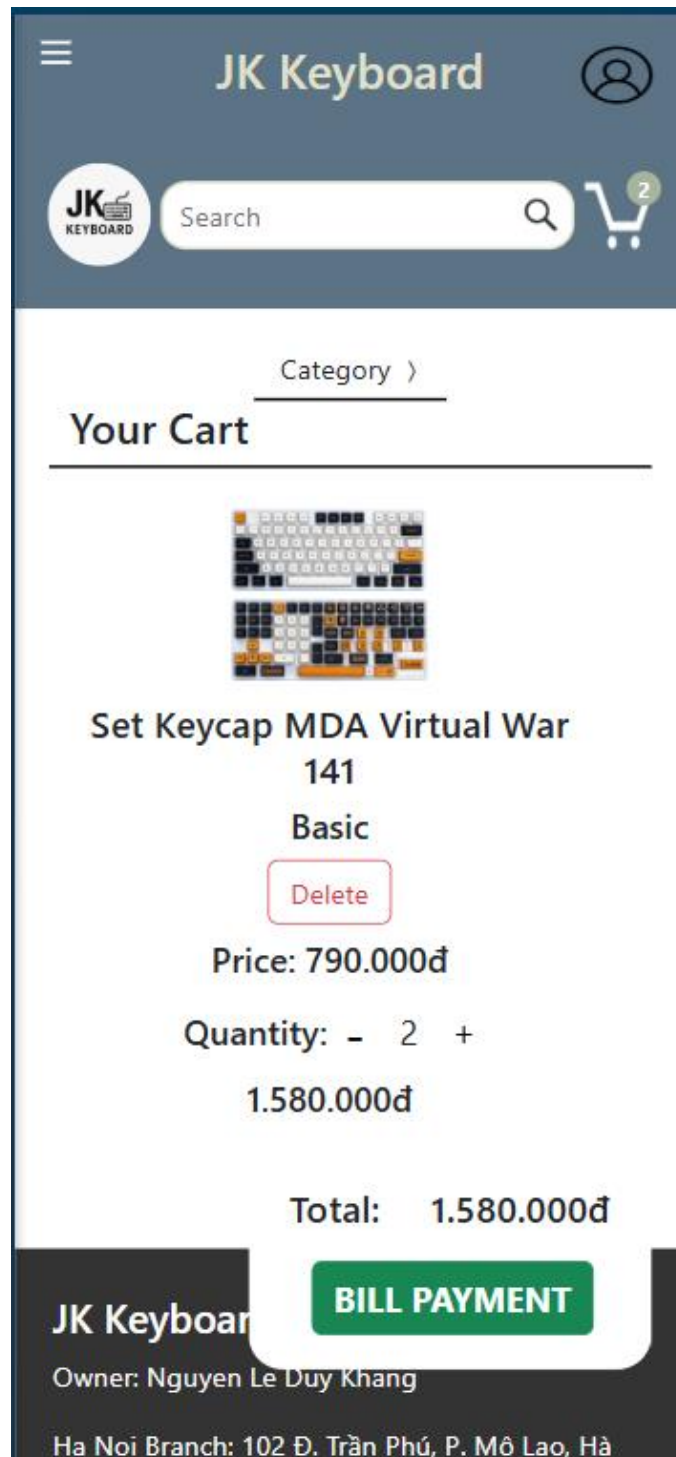 JK Keyboard
JK
KEYBOARD
Search
2
Category 〉
Your Cart
Set Keycap MDA Virtual War
141
Basic
Delete
Price: 790.000đ
Quantity: - 2 +
1.580.000đ
Total: 1.580.000đ
BILL PAYMENT
JK Keyboar
Owner: Nguyen Le Duy Khang
Ha Noi Branch: 102 Đ. Trần Phú, P. Mộ Lao, Hà